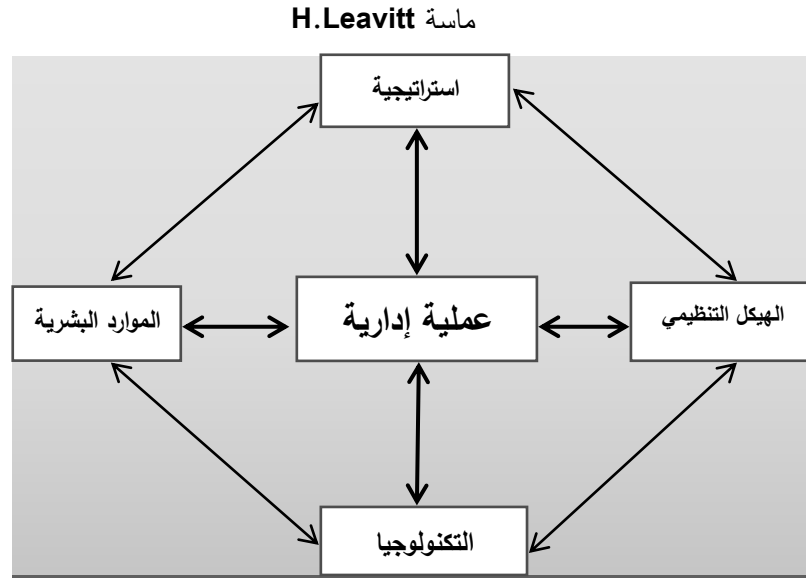 ماسة H.Leavitt
استراتيجية
الهيكل التنظيمي
عملية إدارية
الموارد البشرية
التكنولوجيا